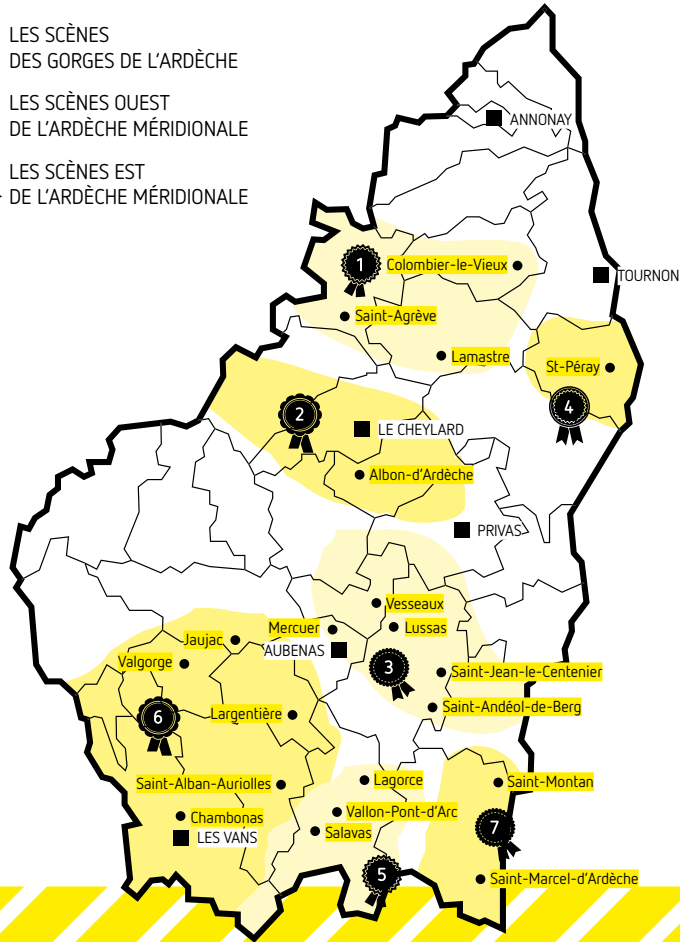 LES SCÈNES
DES GORGES DE L'ARDÈCHE
LES SCÈNES OUEST
DE L'ARDÈCHE MÉRIDIONALE
LES SCÈNES EST
DE L'ARDÈCHE MÉRIDIONALE
ANNONAY
1
Colombier-le-Vieux
TOURNON
Saint-Agrève
Lamastre
St-Péray
4
2
LE CHEYLARD
Albon-d'Ardèche
PRIVAS
Vesseaux
Mercuer
Lussas
Jaujac
AUBENAS
Valgorge
3
Saint-Jean-le-Centenier
6
Largentière
Saint-Andéol-de-Berg
Lagorce
Saint-Alban-Auriolles
Saint-Montan
Chambonas
Vallon-Pont-d'Arc
7
LES VANS
Salavas
5
Saint-Marcel-d'Ardèche